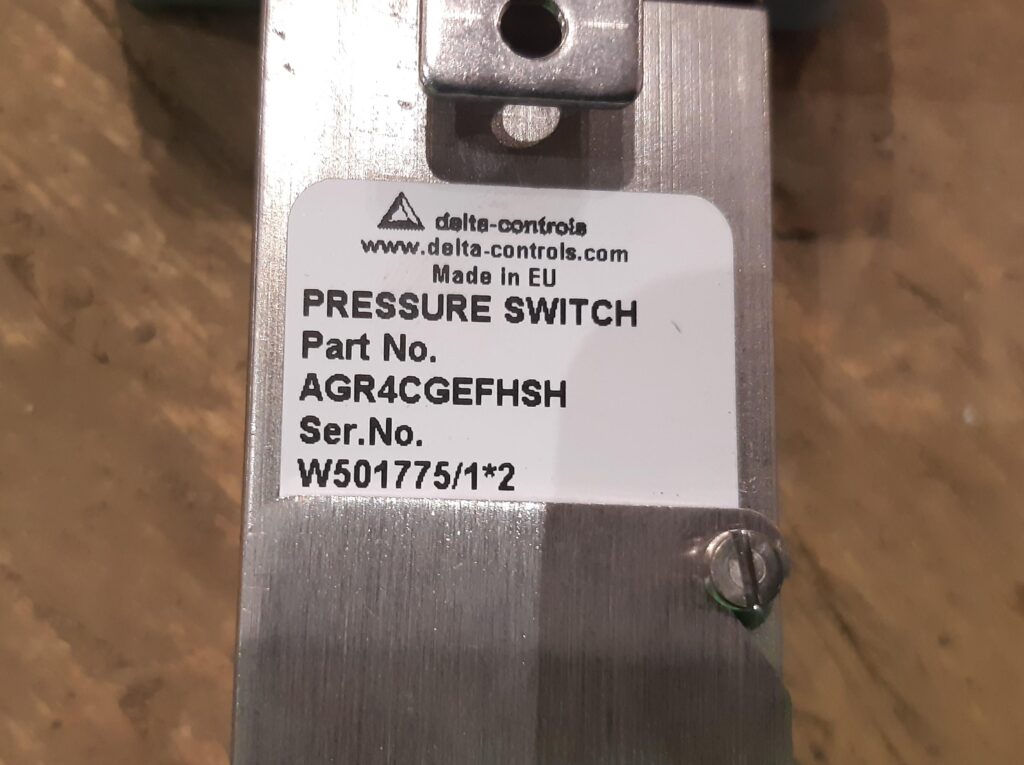 delta-controls
www.delta-controls.com
Made in EU
PRESSURE SWITCH
Part No.
AGR4CGEFHSH
Ser.No.
W501775/1*2